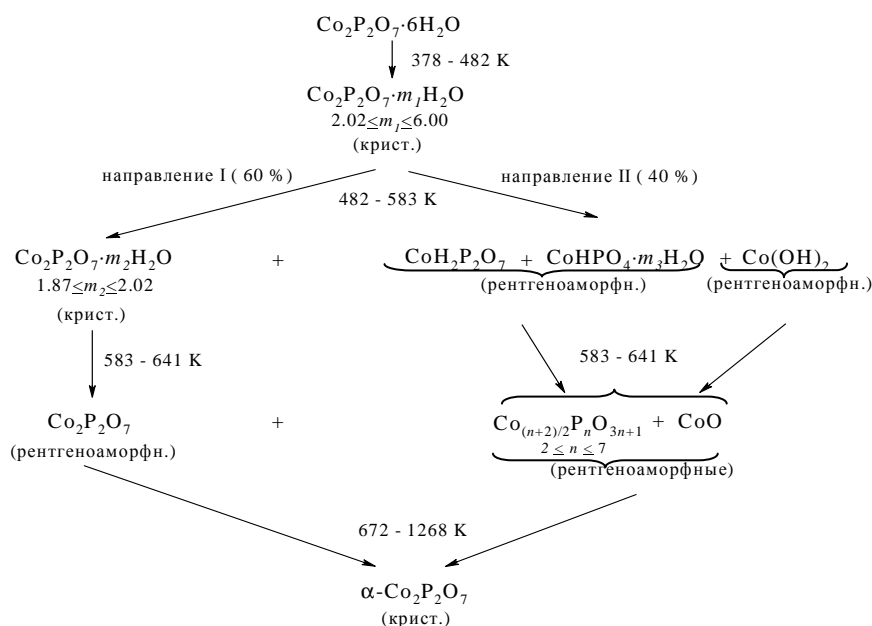 Co₂P₂O₇·6H₂O
378 - 482 K
Co₂P₂O₇·m₁H₂O
2.02≤m₁≤6.00
(крист.)
направление I ( 60 %)
направление II ( 40 %)
482 - 583 K
Co₂P₂O₇·m₂H₂O + CoH₂P₂O₇ + CoHPO₄·m₃H₂O + Co(OH)₂
1.87≤m₂≤2.02
(рентгеноаморфн.) (рентгеноаморфн.)
(крист.)
583 - 641 K
583 - 641 K
Co₂P₂O₇ + Co₍ₙ₊₂₎/₂PₙO₃ₙ₊₁ + CoO
2 ≤ n ≤ 7
(рентгеноаморфн.)
(рентгеноаморфные)
672 - 1268 K
α-Co₂P₂O₇
(крист.)